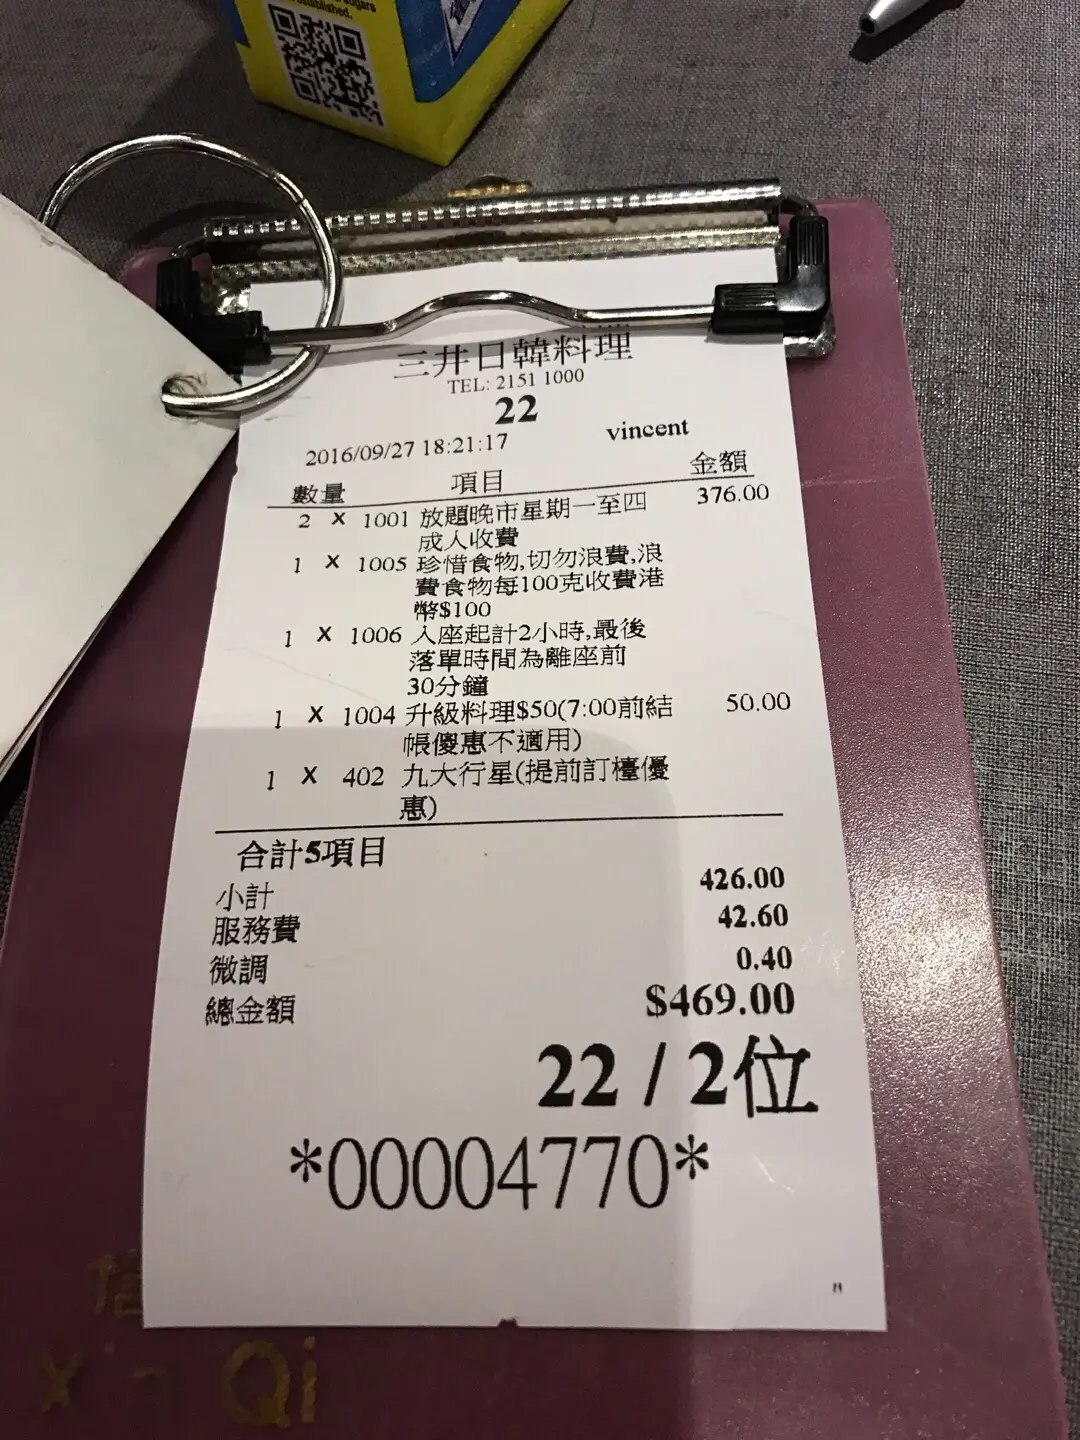 established.
三井日韓料理
TEL: 2151 1000
22
2016/09/27 18:21:17 vincent
數量 項目 金額
2 X 1001 放題晚市星期一至四 376.00
成人收費
1 X 1005 珍惜食物,切勿浪費,浪
費食物每100克收費港
幣$100
1 X 1006 入座起計2小時,最後
落單時間為離座前
30分鐘
1 X 1004 升級料理$50(7:00前結 50.00
帳優惠不適用)
1 X 402 九大行星(提前訂檯優
惠)
合計5項目
小計 426.00
服務費 42.60
微調 0.40
總金額 $469.00
22 / 2位
*00004770*
Qi